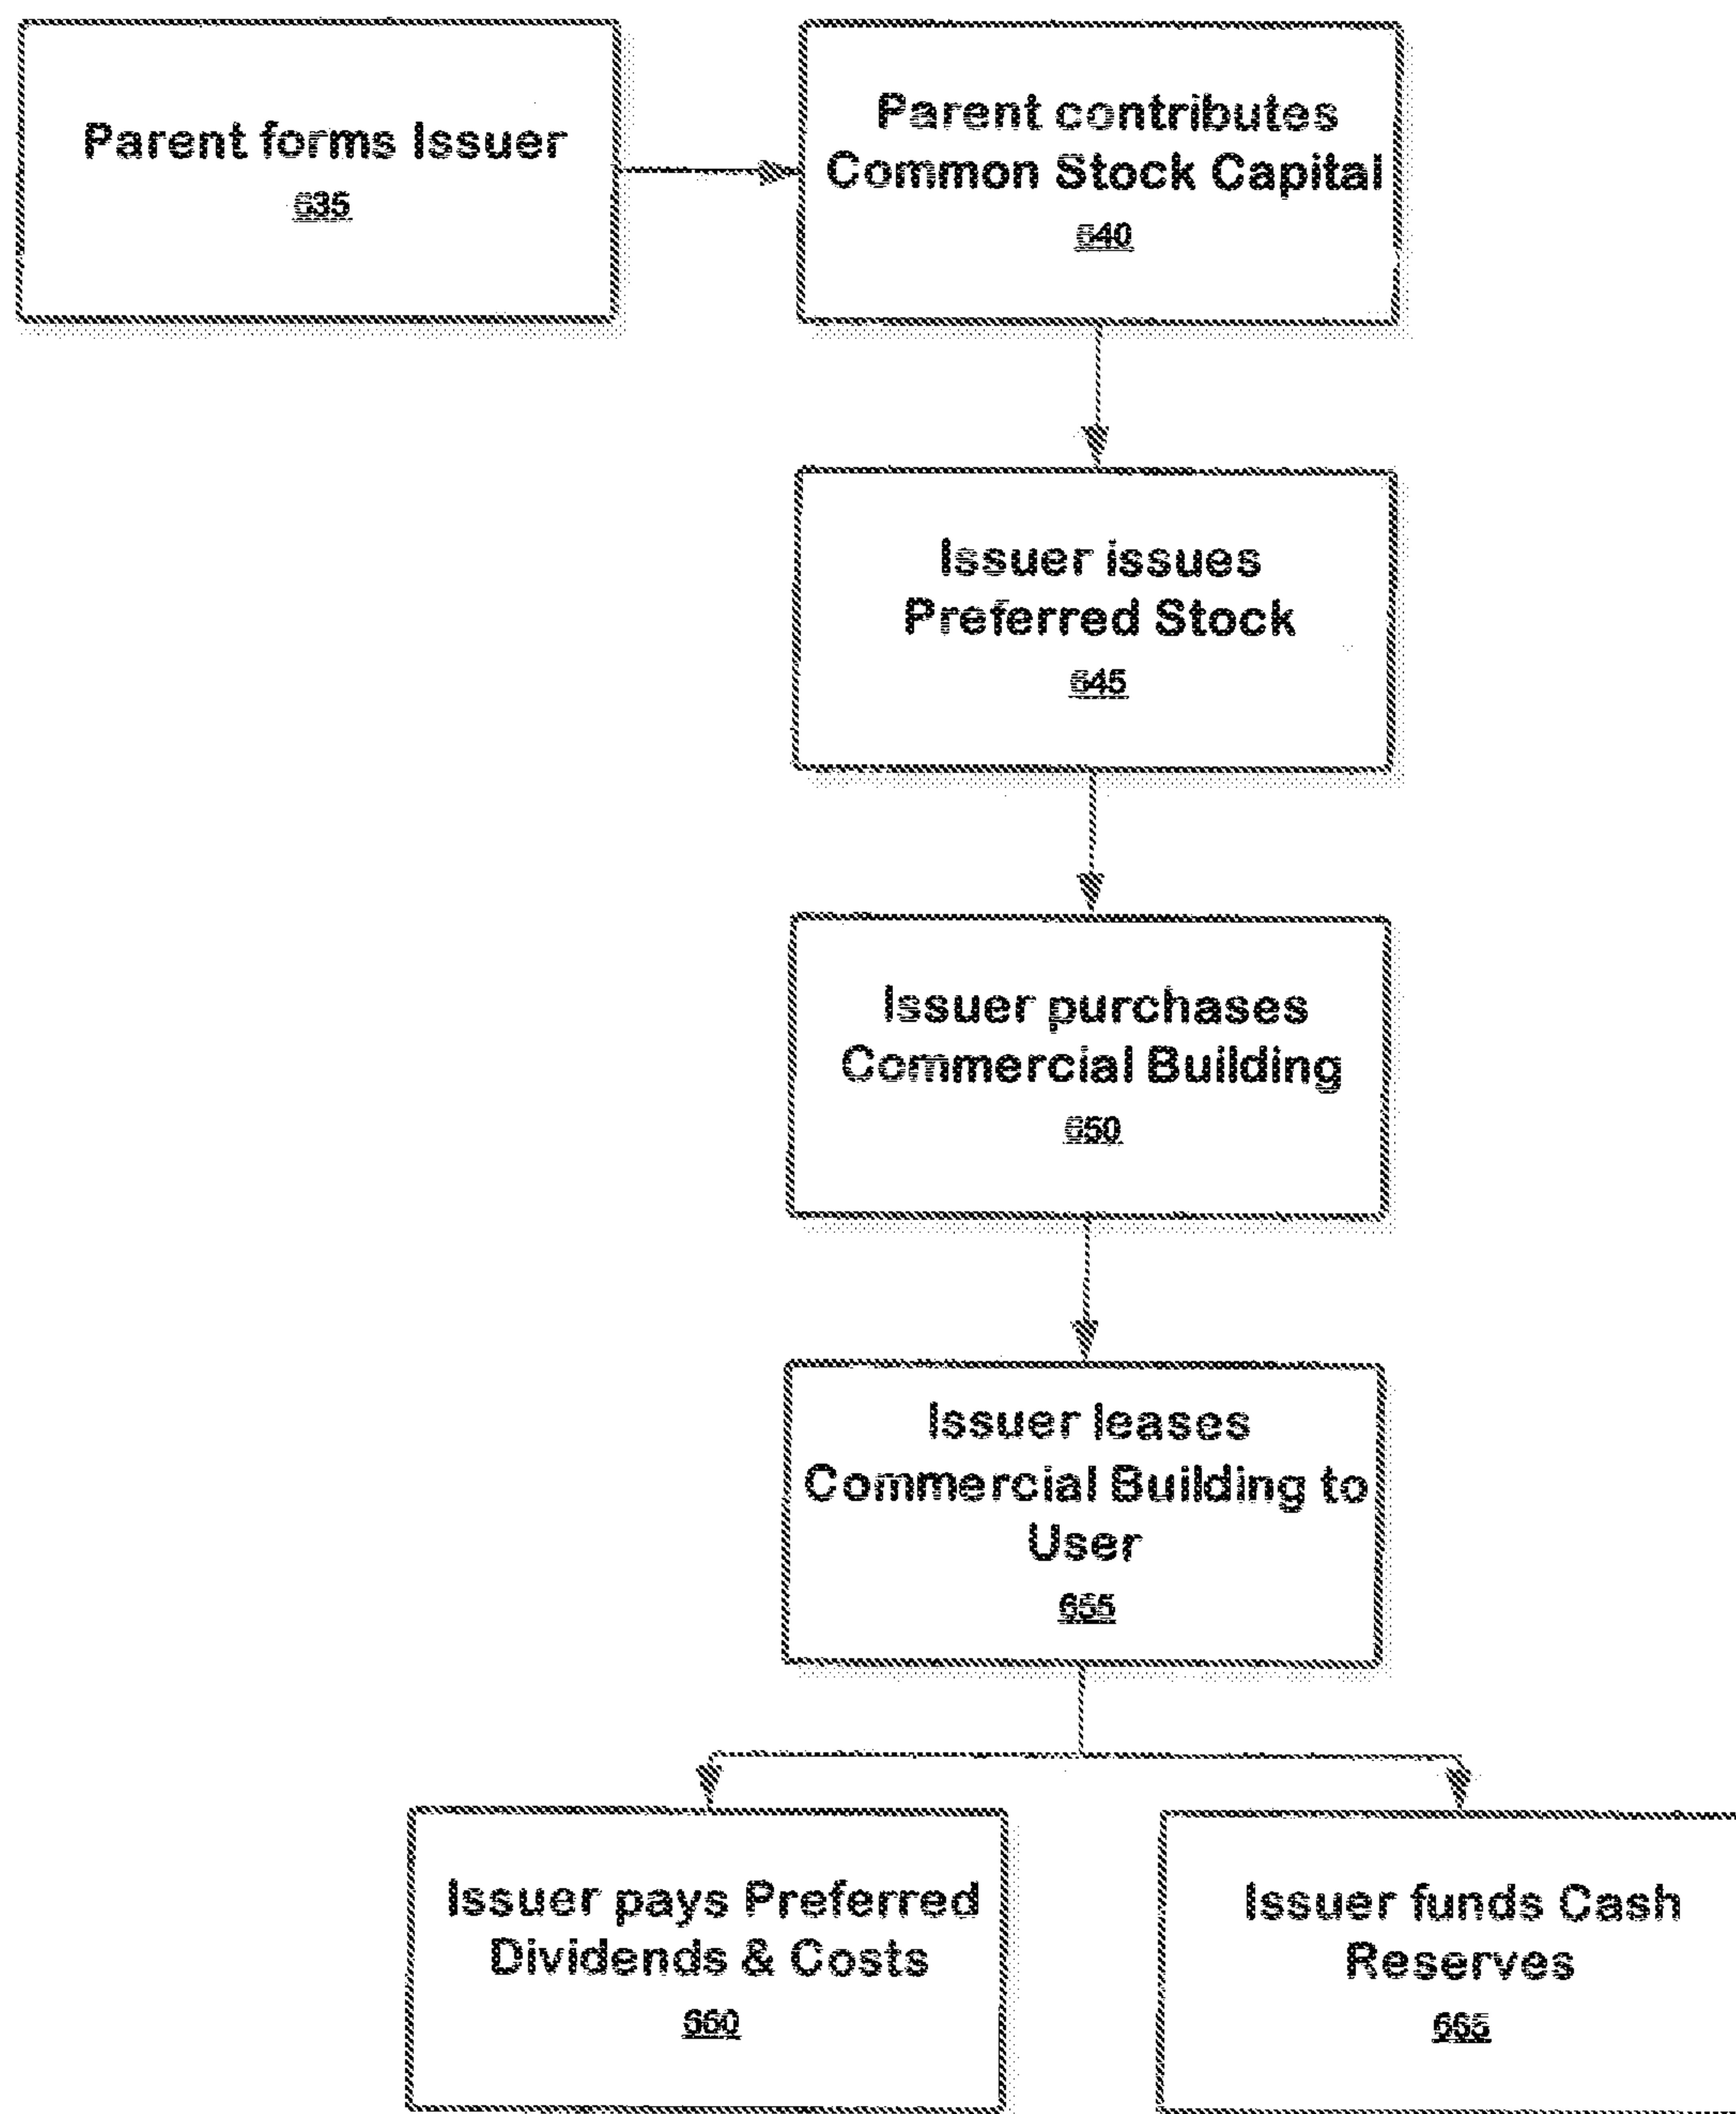 Parent forms Issuer
635
Parent contributes
Common Stock Capital
640
Issuer issues
Preferred Stock
645
Issuer purchases
Commercial Building
650
Issuer leases
Commercial Building to
User
655
Issuer pays Preferred
Dividends & Costs
660
Issuer funds Cash
Reserves
665